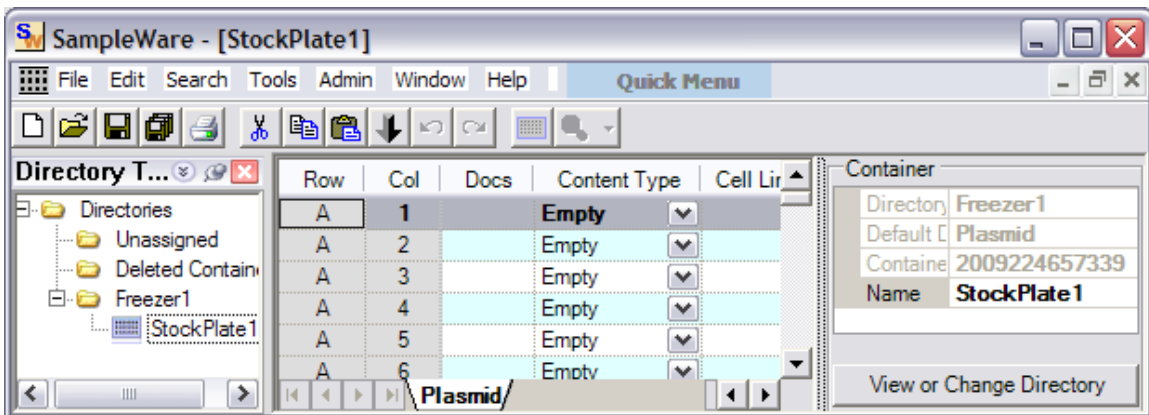 SampleWare - [StockPlate1]
File Edit Search Tools Admin Window Help Quick Menu
Directory T...
Directories
Unassigned
Deleted Contain
Freezer1
StockPlate1
Row Col Docs Content Type Cell Lin
A 1 Empty
A 2 Empty
A 3 Empty
A 4 Empty
A 5 Empty
A 6 Empty
Plasmid
Container
Directory Freezer1
Default D Plasmid
Containe 2009224657339
Name StockPlate1
View or Change Directory